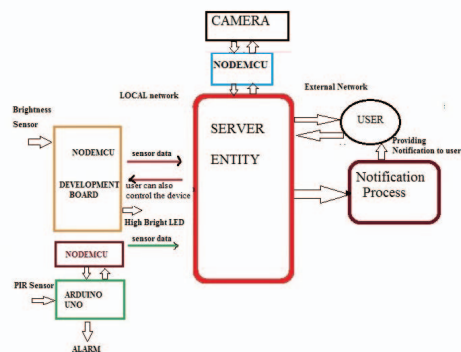 CAMERA
NODEMCU
LOCAL network
External Network
Brightness
Sensor
SERVER
ENTITY
USER
NODEMCU
DEVELOPMENT
BOARD
sensor data
user can also
control the device
High Bright LED
Providing
Notification to user
Notification
Process
sensor data
NODEMCU
PIR Sensor
ARDUINO
UNO
ALARM